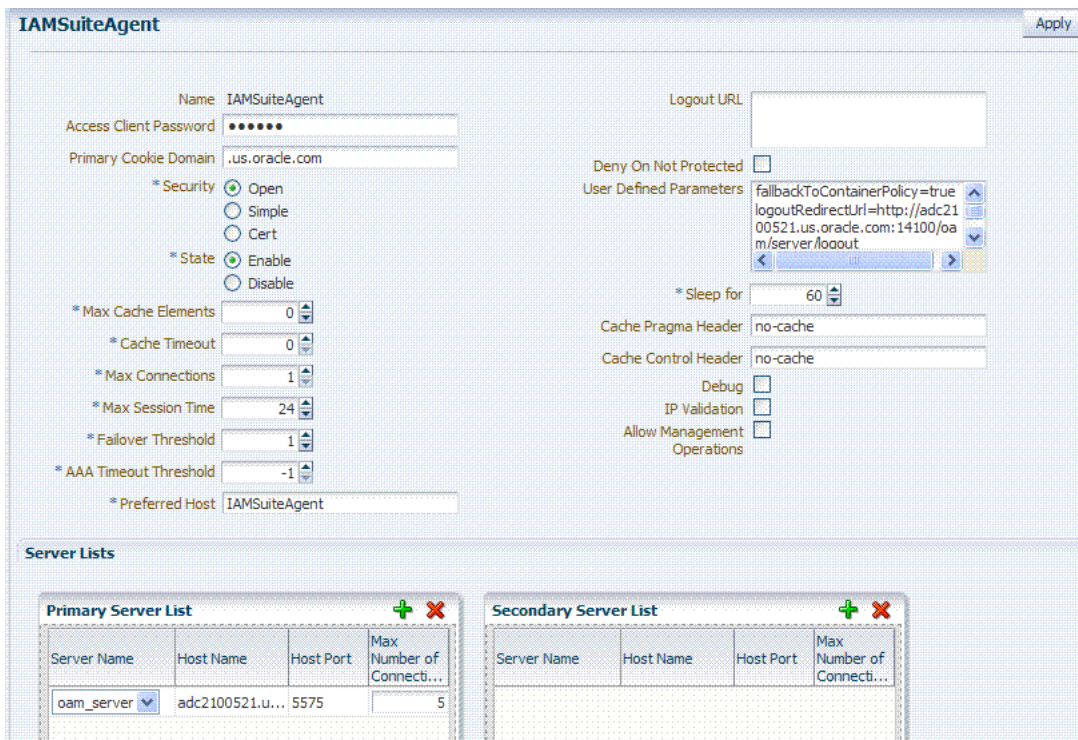 IAMSuiteAgent
Apply
Name IAMSuiteAgent
Access Client Password ●●●●●●
Primary Cookie Domain .us.oracle.com
* Security Open
Simple
Cert
* State Enable
Disable
* Max Cache Elements 0
* Cache Timeout 0
* Max Connections 1
* Max Session Time 24
* Failover Threshold 1
* AAA Timeout Threshold -1
* Preferred Host IAMSuiteAgent
Logout URL
Deny On Not Protected
User Defined Parameters fallbackToContainerPolicy=true
logoutRedirectUrl=http://adc21
00521.us.oracle.com:14100/oa
m/server/logout
* Sleep for 60
Cache Pragma Header no-cache
Cache Control Header no-cache
Debug
IP Validation
Allow Management
Operations
Server Lists
Primary Server List
Server Name Host Name Host Port Max
Number of
Connecti...
oam_server adc2100521.u... 5575 5
Secondary Server List
Server Name Host Name Host Port Max
Number of
Connecti...